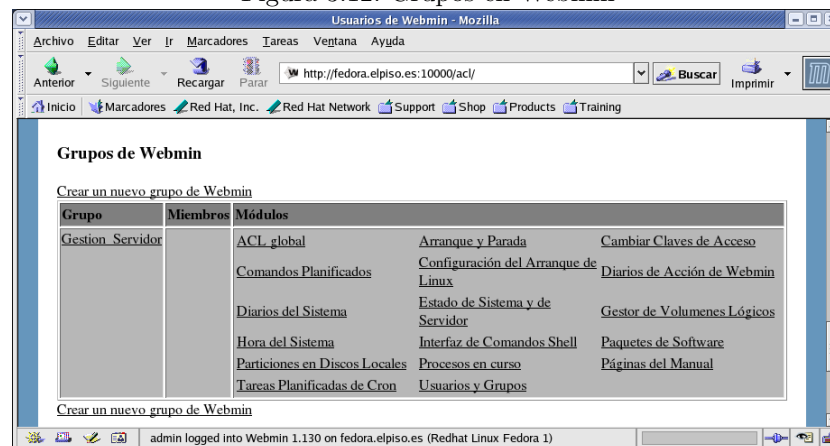 Usuarios de Webmin - Mozilla
Archivo Editar Ver Ir Marcadores Tareas Ventana Ayuda
Anterior Siguiente Recargar Parar http://fedora.elpiso.es:10000/acl/ Buscar Imprimir
Inicio Marcadores Red Hat, Inc. Red Hat Network Support Shop Products Training
Grupos de Webmin
Crear un nuevo grupo de Webmin
Grupo Miembros Módulos
Gestion_Servidor ACL global Arranque y Parada Cambiar Claves de Acceso
Comandos Planificados Configuración del Arranque de Linux Diarios de Acción de Webmin
Diarios del Sistema Estado de Sistema y de Servidor Gestor de Volumenes Lógicos
Hora del Sistema Interfaz de Comandos Shell Paquetes de Software
Particiones en Discos Locales Procesos en curso Páginas del Manual
Tareas Planificadas de Cron Usuarios y Grupos
Crear un nuevo grupo de Webmin
admin logged into Webmin 1.130 on fedora.elpiso.es (Redhat Linux Fedora 1)